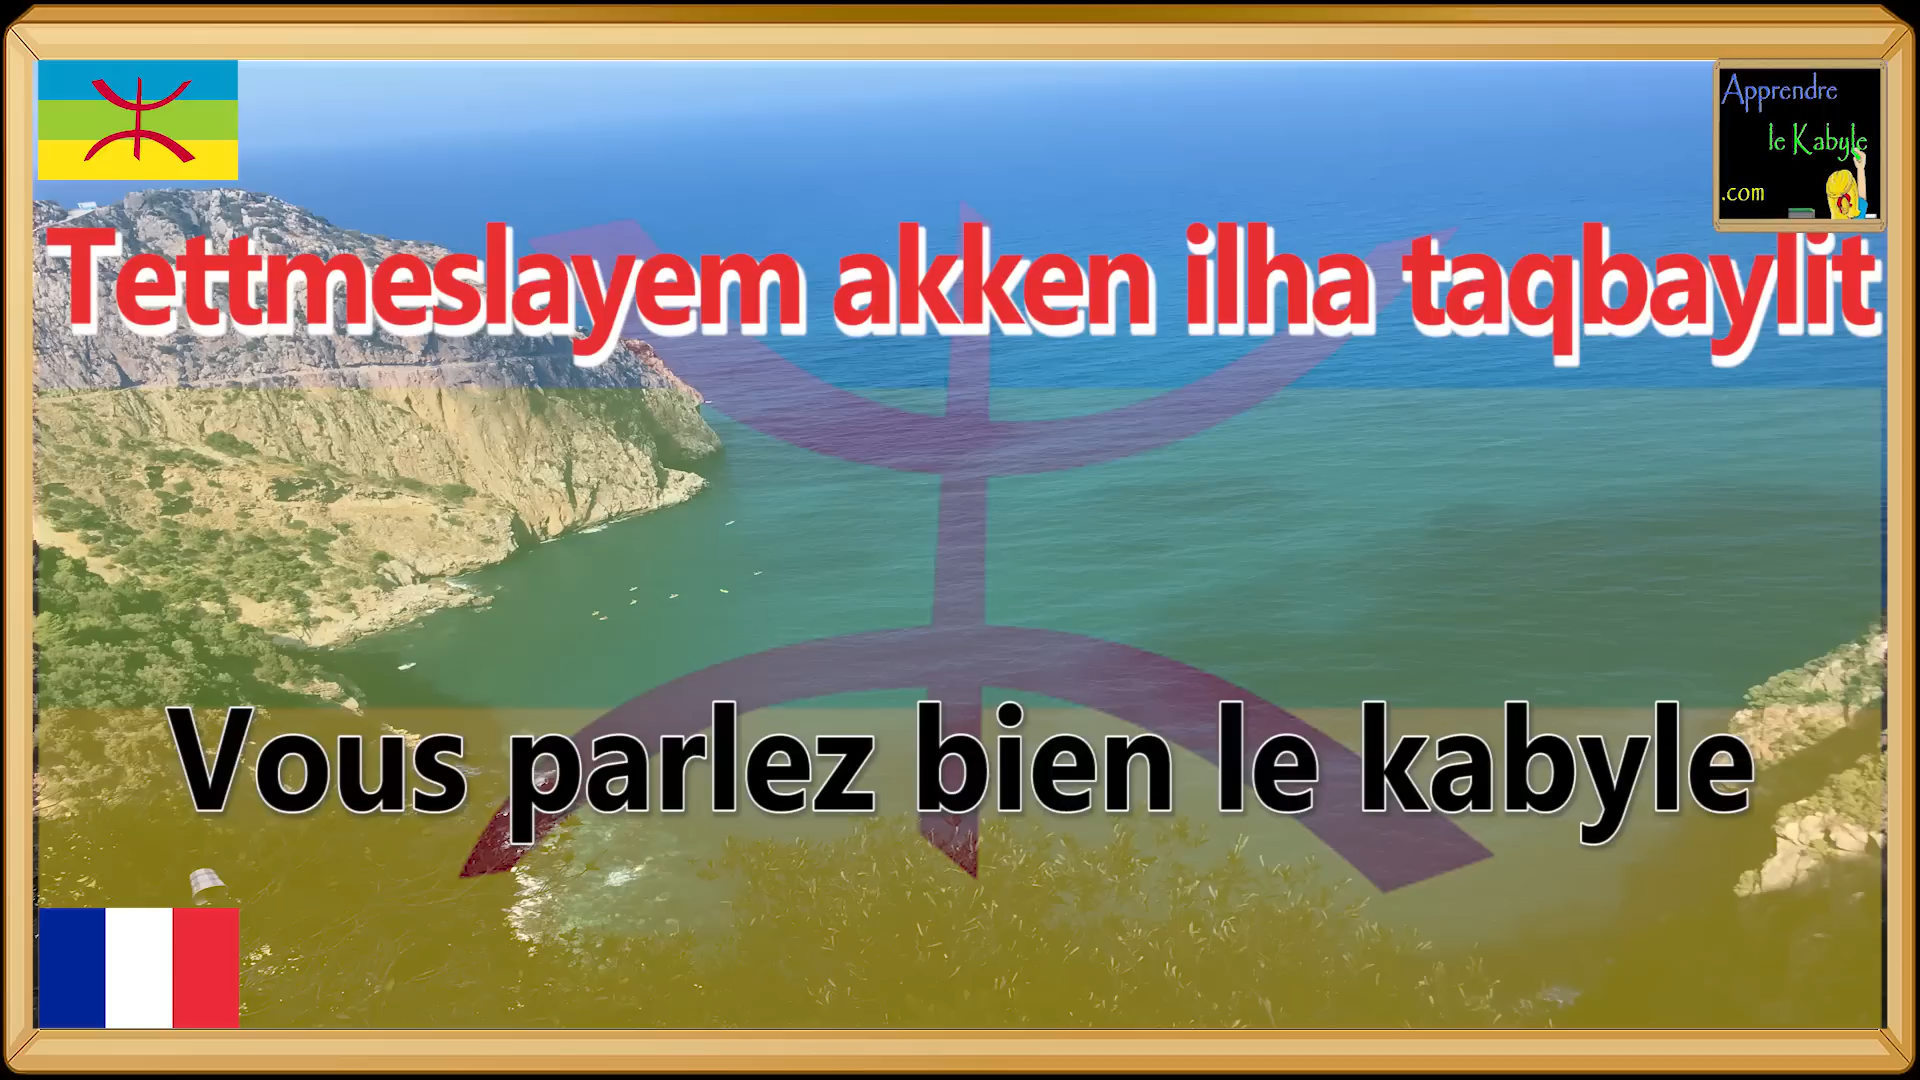 Apprendre
le Kabyle
.com
Tettmeslayem akken ilha taqbaylit
Vous parlez bien le kabyle